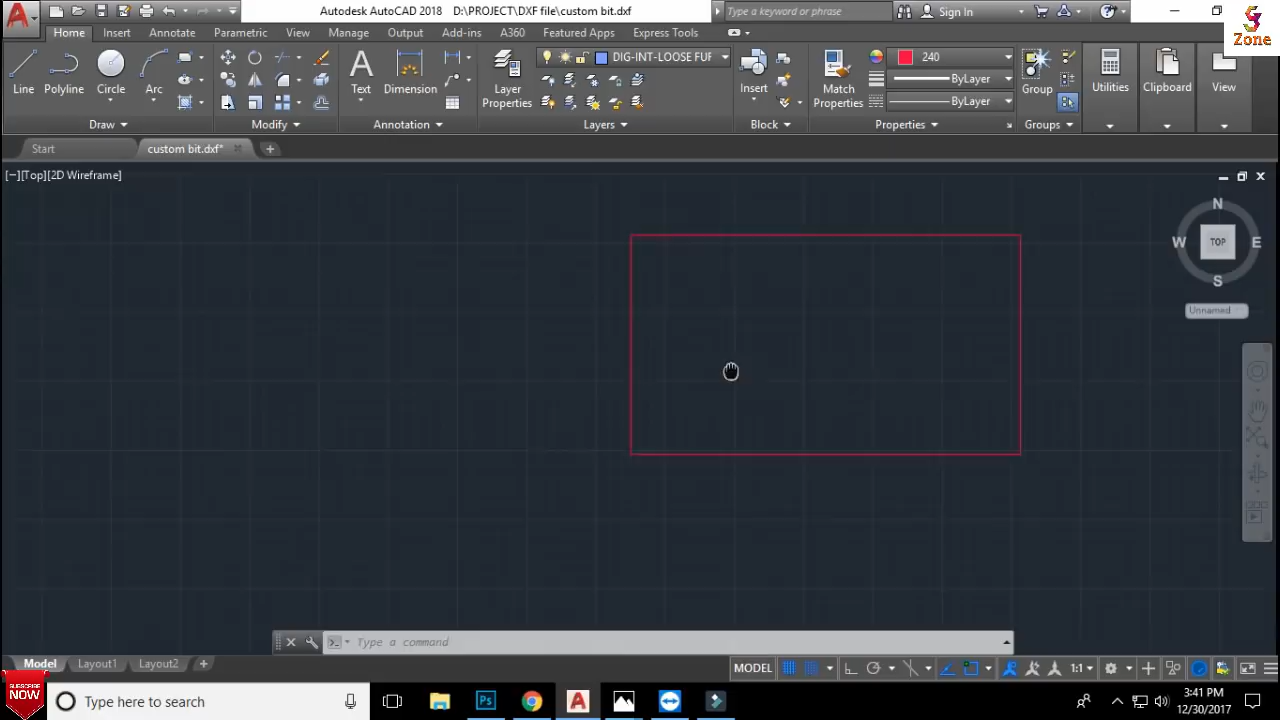 Autodesk AutoCAD 2018 D:\PROJECT\DXF file\custom bit.dxf
Type a keyword or phrase
Sign In
Zone
Home Insert Annotate Parametric View Manage Output Add-ins A360 Featured Apps Express Tools
DIG-INT-LOOSE FUF
240
ByLayer
ByLayer
Line Polyline Circle Arc
Text Dimension
Layer Properties
Insert
Match Properties
Group
Utilities
Clipboard
View
Draw Modify Annotation Layers Block Properties Groups
Start
custom bit.dxf*
[−][Top][2D Wireframe]
N
W TOP E
S
Unnamed
Type a command
Model Layout1 Layout2
MODEL
1:1
SUBSCRIBE
NOW
Type here to search
Ps
A
3:41 PM
12/30/2017